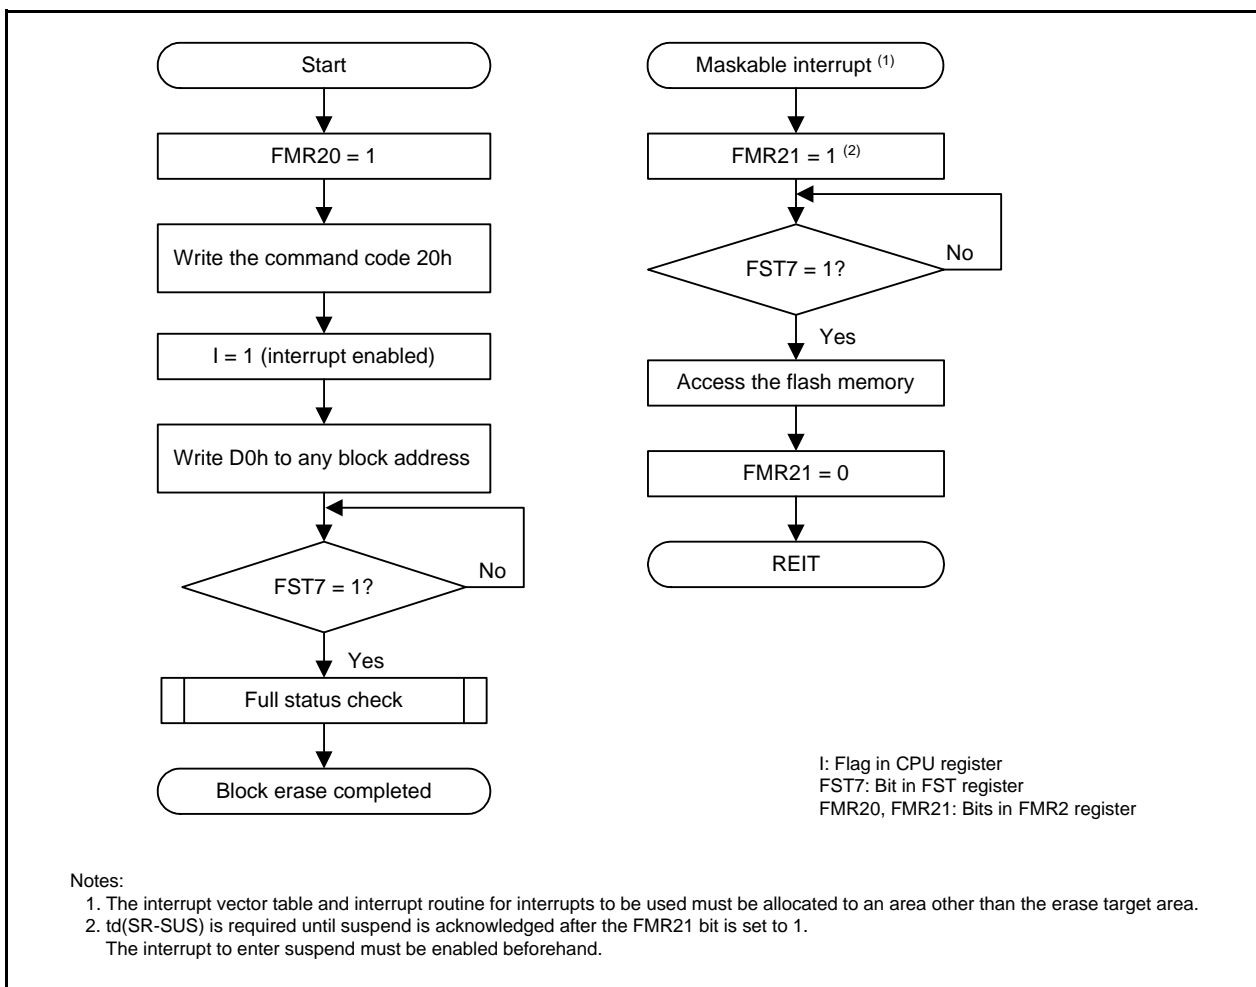 Start
FMR20 = 1
Write the command code 20h
I = 1 (interrupt enabled)
Write D0h to any block address
FST7 = 1?
No
Yes
Full status check
Block erase completed
Maskable interrupt (1)
FMR21 = 1 (2)
FST7 = 1?
No
Yes
Access the flash memory
FMR21 = 0
REIT
I: Flag in CPU register
FST7: Bit in FST register
FMR20, FMR21: Bits in FMR2 register
Notes:
1. The interrupt vector table and interrupt routine for interrupts to be used must be allocated to an area other than the erase target area.
2. td(SR-SUS) is required until suspend is acknowledged after the FMR21 bit is set to 1.
The interrupt to enter suspend must be enabled beforehand.